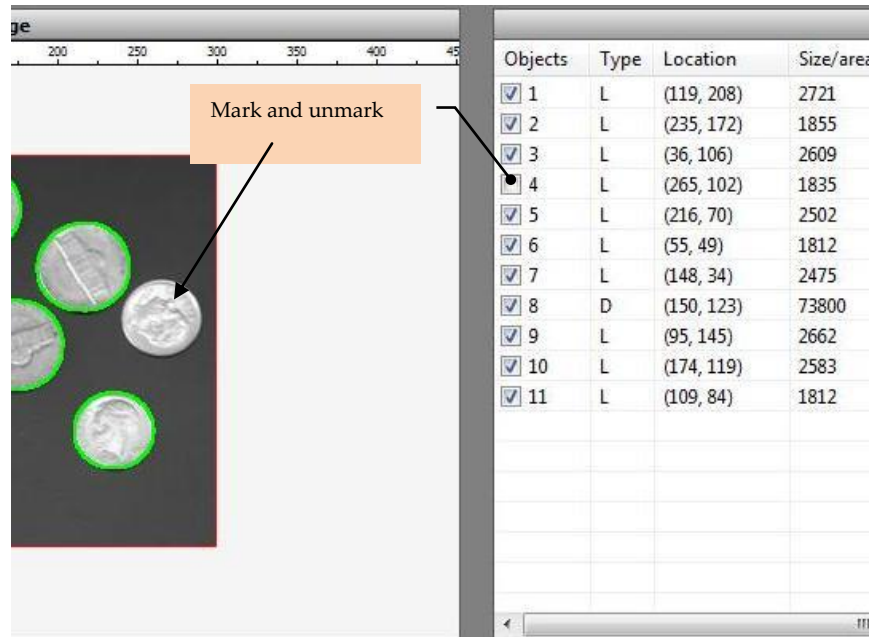 ge
200 250 300 350 400 45
Mark and unmark
Objects Type Location Size/area
1 L (119, 208) 2721
2 L (235, 172) 1855
3 L (36, 106) 2609
4 L (265, 102) 1835
5 L (216, 70) 2502
6 L (55, 49) 1812
7 L (148, 34) 2475
8 D (150, 123) 73800
9 L (95, 145) 2662
10 L (174, 119) 2583
11 L (109, 84) 1812